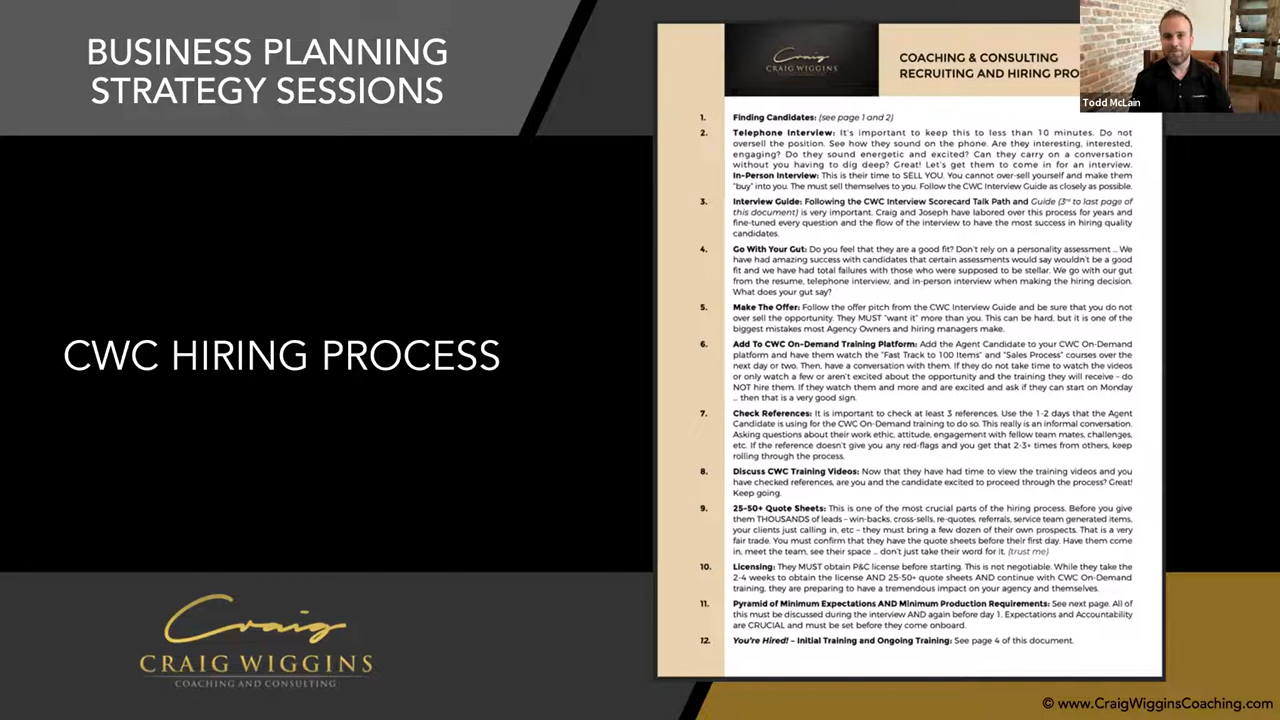 BUSINESS PLANNING
STRATEGY SESSIONS
CWC HIRING PROCESS
Craig
CRAIG WIGGINS
COACHING AND CONSULTING
Craig
CRAIG WIGGINS
COACHING & CONSULTING
RECRUITING AND HIRING PRO
Todd McLain
1. Finding Candidates: (see page 1 and 2)
2. Telephone Interview: It's important to keep this to less than 10 minutes. Do not
oversell the position. See how they sound on the phone. Are they interesting, interested,
engaging? Do they sound energetic and excited? Can they carry on a conversation
without you having to dig deep? Great! Let's get them to come in for an interview.
In-Person Interview: This is their time to SELL YOU. You cannot over-sell yourself and make them
"buy" into you. The must sell themselves to you. Follow the CWC Interview Guide as closely as possible.
3. Interview Guide: Following the CWC Interview Scorecard Talk Path and Guide (3rd to last page of
this document) is very important. Craig and Joseph have labored over this process for years and
fine-tuned every question and the flow of the interview to have the most success in hiring quality
candidates.
4. Go With Your Gut: Do you feel that they are a good fit? Don't rely on a personality assessment ... We
have had amazing success with candidates that certain assessments would say wouldn't be a good
fit and we have had total failures with those who were supposed to be stellar. We go with our gut
from the resume, telephone interview, and in-person interview when making the hiring decision.
What does your gut say?
5. Make The Offer: Follow the offer pitch from the CWC Interview Guide and be sure that you do not
over sell the opportunity. They MUST "want it" more than you. This can be hard, but it is one of the
biggest mistakes most Agency Owners and hiring managers make.
6. Add To CWC On-Demand Training Platform: Add the Agent Candidate to your CWC On-Demand
platform and have them watch the "Fast Track to 100 Items" and "Sales Process" courses over the
next day or two. Then, have a conversation with them. If they do not take time to watch the videos
or only watch a few or aren't excited about the opportunity and the training they will receive – do
NOT hire them. If they watched them and more and are excited and ask if they can start on Monday
... then that is a very good sign.
7. Check References: It is important to check at least 3 references. Use the 1-2 days that the Agent
Candidate is using for the CWC On-Demand training to do so. This really is an informal conversation.
Asking questions about their work ethic, attitude, engagement with fellow team mates, challenges,
etc. If the reference doesn't give you any red-flags and you get that 2-3+ times from others, keep
rolling through the process.
8. Discuss CWC Training Videos: Now that they have had time to view the training videos and you
have checked references, are you and the candidate excited to proceed through the process? Great!
Keep going.
9. 25-50+ Quote Sheets: This is one of the most crucial parts of the hiring process. Before you give
them THOUSANDS of leads – win-backs, cross-sells, re-quotes, referrals, service team generated items,
your clients just calling in, etc – they must bring a few dozen of their own prospects. That is a very
fair trade. You must confirm that they have the quote sheets before their first day. Have them come
in, meet the team, see their space ... don't just take their word for it. (trust me)
10. Licensing: They MUST obtain P&C license before starting. This is not negotiable. While they take the
2-4 weeks to obtain the license AND 25-50+ quote sheets AND continue with CWC On-Demand
training, they are preparing to have a tremendous impact on your agency and themselves.
11. Pyramid of Minimum Expectations AND Minimum Production Requirements: See next page. All of
this must be discussed during the interview AND again before day 1. Expectations and Accountability
are CRUCIAL and must be set before they come onboard.
12. You're Hired! – Initial Training and Ongoing Training: See page 4 of this document.
© www.CraigWigginsCoaching.com